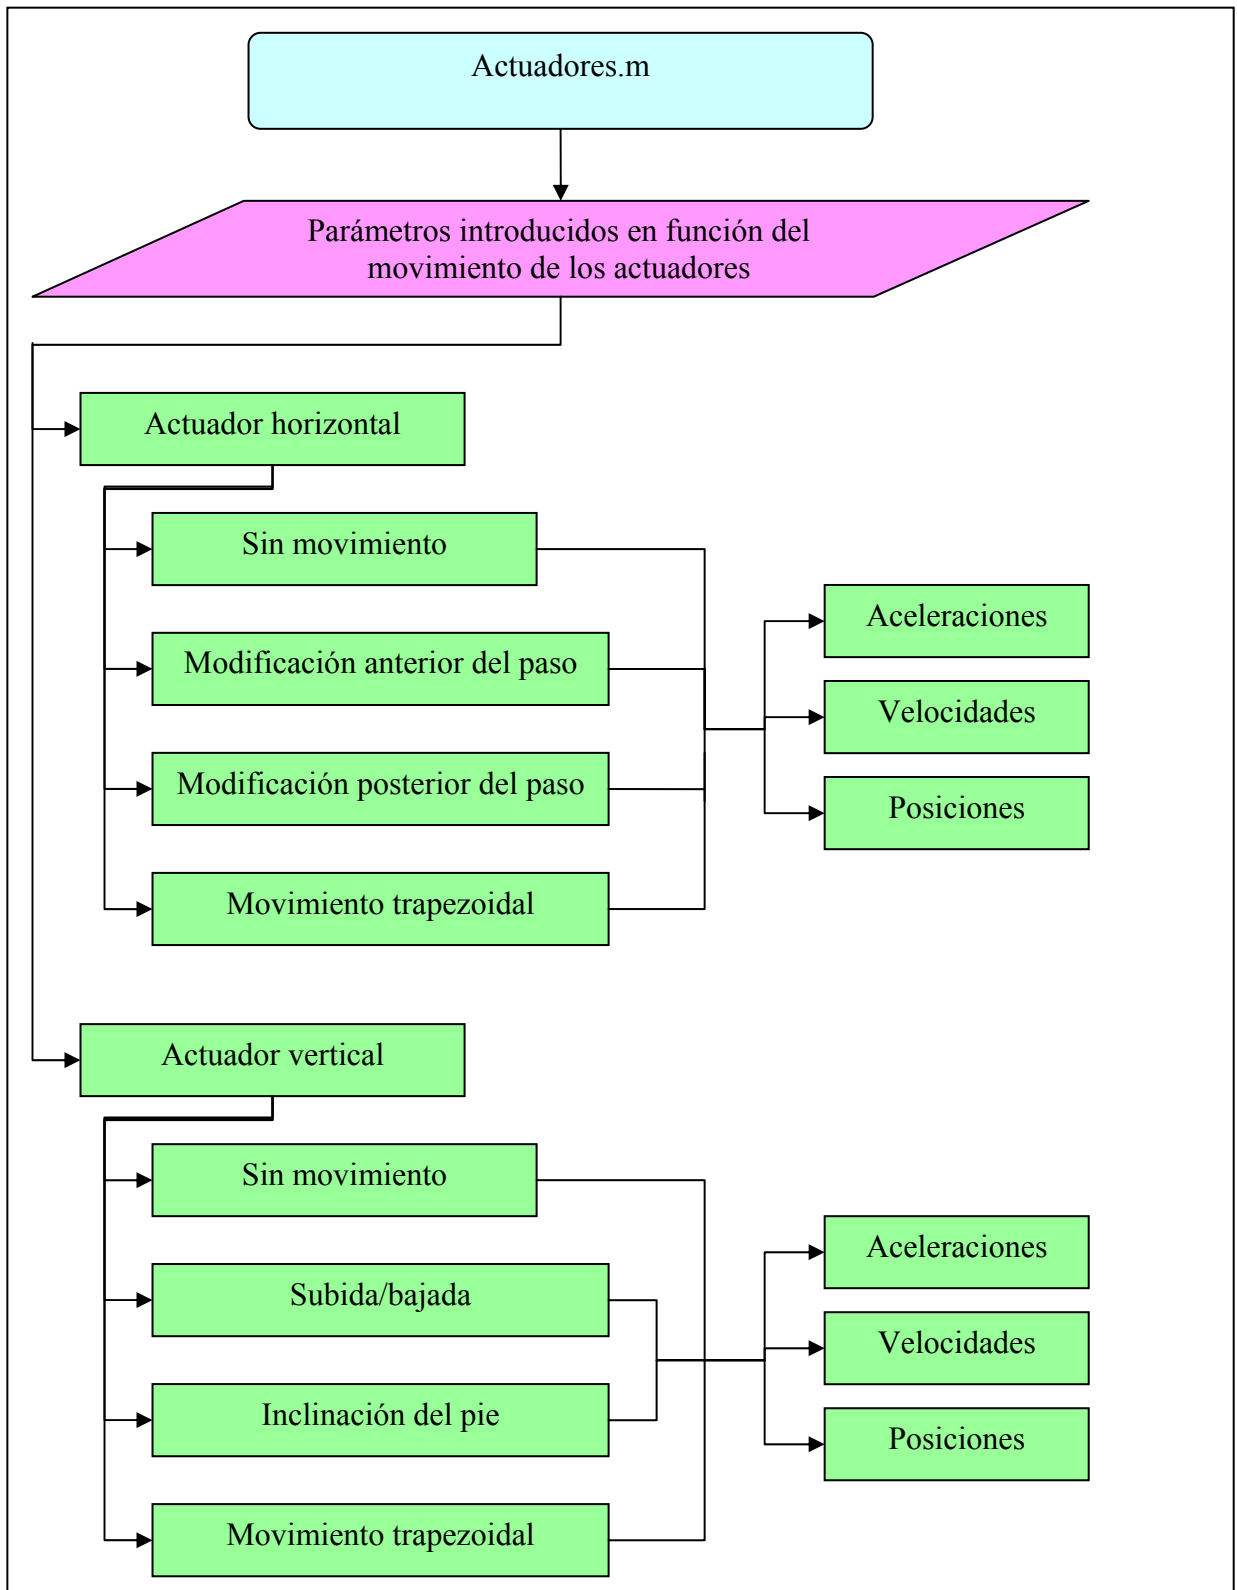 Actuadores.m
Parámetros introducidos en función del
movimiento de los actuadores
Actuador horizontal
Sin movimiento
Modificación anterior del paso
Modificación posterior del paso
Movimiento trapezoidal
Aceleraciones
Velocidades
Posiciones
Actuador vertical
Sin movimiento
Subida/bajada
Inclinación del pie
Movimiento trapezoidal
Aceleraciones
Velocidades
Posiciones